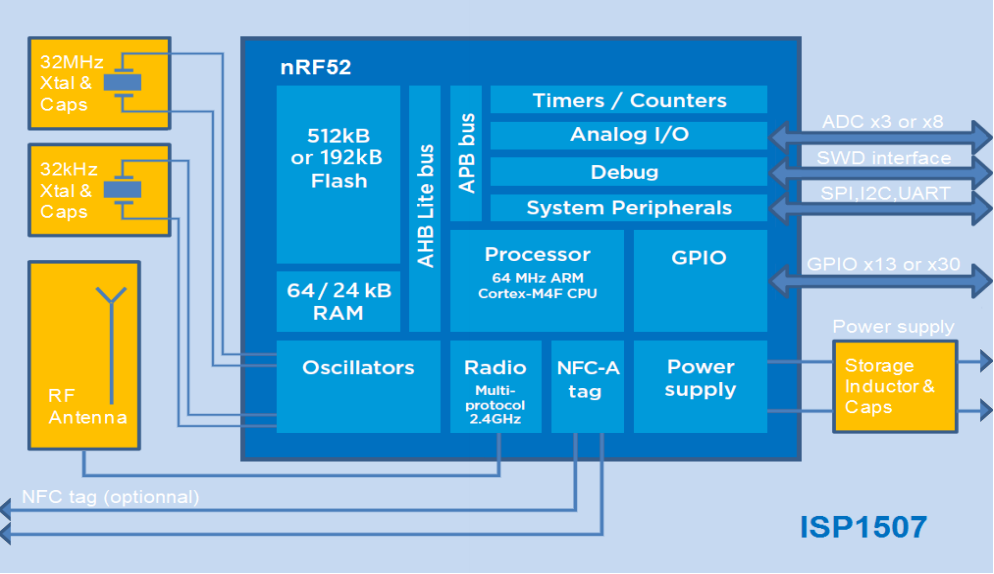 32MHz
Xtal &
Caps
32kHz
Xtal &
Caps
RF
Antenna
nRF52
512kB
or 192kB
Flash
64 / 24 kB
RAM
AHB Lite bus
APB bus
Timers / Counters
Analog I/O
Debug
System Peripherals
Processor
64 MHz ARM
Cortex-M4F CPU
GPIO
Oscillators
Radio
Multi-
protocol
2.4GHz
NFC-A
tag
Power
supply
ADC x3 or x8
SWD interface
SPI,I2C,UART
GPIO x13 or x30
Power supply
Storage
Inductor &
Caps
NFC tag (optionnal)
ISP1507